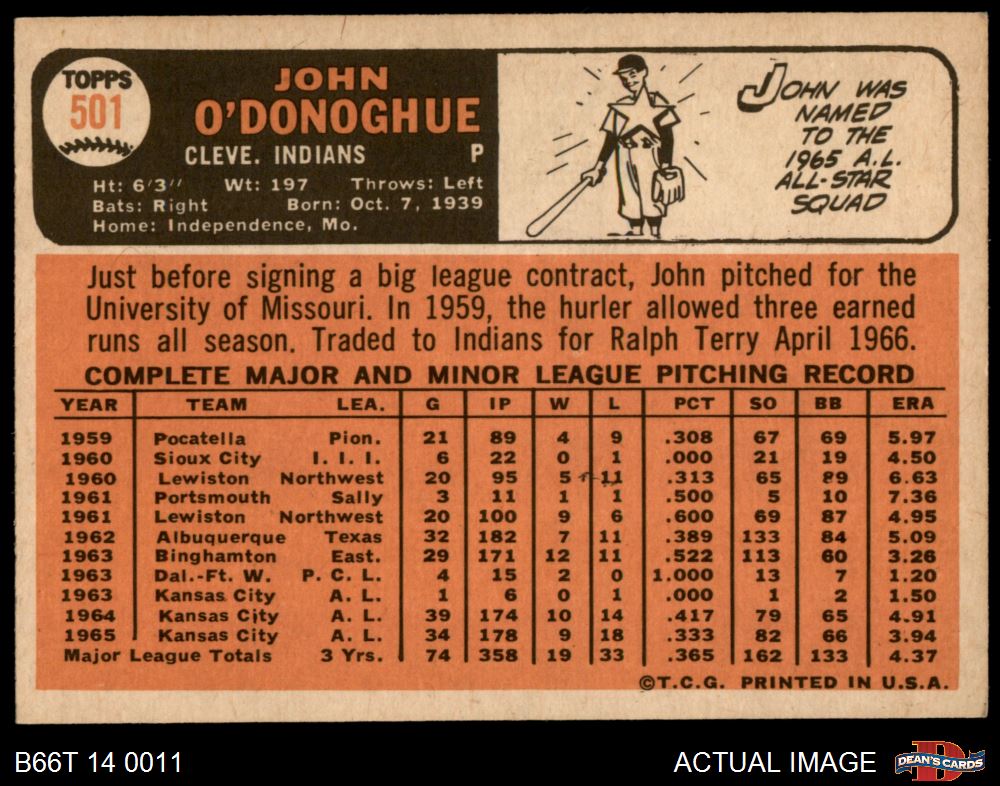 TOPPS
501
JOHN
O'DONOGHUE
CLEVE. INDIANS P
Ht: 6'3" Wt: 197 Throws: Left
Bats: Right Born: Oct. 7, 1939
Home: Independence, Mo.
JOHN WAS
NAMED
TO THE
1965 A.L.
ALL-STAR
SQUAD
Just before signing a big league contract, John pitched for the
University of Missouri. In 1959, the hurler allowed three earned
runs all season. Traded to Indians for Ralph Terry April 1966.
COMPLETE MAJOR AND MINOR LEAGUE PITCHING RECORD
YEAR TEAM LEA. G IP W L PCT SO BB ERA
1959 Pocatella Pion. 21 89 4 9 .308 67 69 5.97
1960 Sioux City I. I. I. 6 22 0 1 .000 21 19 4.50
1960 Lewiston Northwest 20 95 5 11 .313 65 89 6.63
1961 Portsmouth Sally 3 11 1 1 .500 5 10 7.36
1961 Lewiston Northwest 20 100 9 6 .600 69 87 4.95
1962 Albuquerque Texas 32 182 7 11 .389 133 84 5.09
1963 Binghamton East. 29 171 12 11 .522 113 60 3.26
1963 Dal.-Ft. W. P. C. L. 4 15 2 0 1.000 13 7 1.20
1963 Kansas City A. L. 1 6 0 1 .000 1 2 1.50
1964 Kansas City A. L. 39 174 10 14 .417 79 65 4.91
1965 Kansas City A. L. 34 178 9 18 .333 82 66 3.94
Major League Totals 3 Yrs. 74 358 19 33 .365 162 133 4.37
©T.C.G. PRINTED IN U.S.A.
B66T 14 0011 ACTUAL IMAGE DEAN'S CARDS